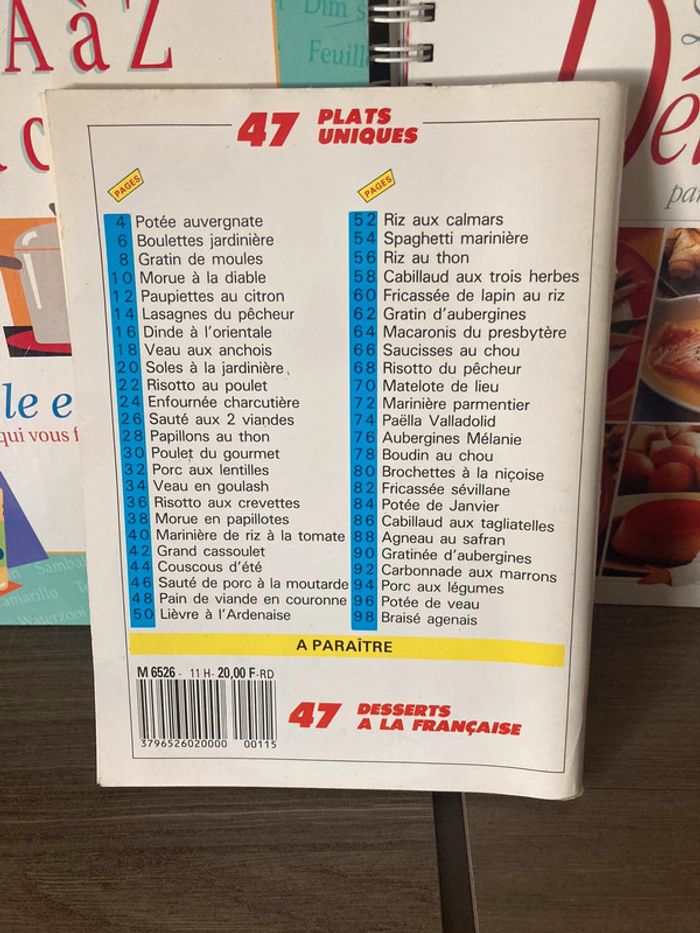 A à Z
Dim s
Feuill
Dé
par
47 PLATS UNIQUES
PAGES
4 Potée auvergnate
6 Boulettes jardinière
8 Gratin de moules
10 Morue à la diable
12 Paupiettes au citron
14 Lasagnes du pêcheur
16 Dinde à l'orientale
18 Veau aux anchois
20 Soles à la jardinière
22 Risotto au poulet
24 Enfournée charcutière
26 Sauté aux 2 viandes
28 Papillons au thon
30 Poulet du gourmet
32 Porc aux lentilles
34 Veau en goulash
36 Risotto aux crevettes
38 Morue en papillotes
40 Marinière de riz à la tomate
42 Grand cassoulet
44 Couscous d'été
46 Sauté de porc à la moutarde
48 Pain de viande en couronne
50 Lièvre à l'Ardenaise
PAGES
52 Riz aux calmars
54 Spaghetti marinière
56 Riz au thon
58 Cabillaud aux trois herbes
60 Fricassée de lapin au riz
62 Gratin d'aubergines
64 Macaronis du presbytère
66 Saucisses au chou
68 Risotto du pêcheur
70 Matelote de lieu
72 Marinière parmentier
74 Paëlla Valladolid
76 Aubergines Mélanie
78 Boudin au chou
80 Brochettes à la niçoise
82 Fricassée sévillane
84 Potée de Janvier
86 Cabillaud aux tagliatelles
88 Agneau au safran
90 Gratinée d'aubergines
92 Carbonnade aux marrons
94 Porc aux légumes
96 Potée de veau
98 Braisé agenais
A PARAÎTRE
M 6526 - 11 H - 20,00 F-RD
3796526020000 00115
47 DESSERTS A LA FRANÇAISE
le e
qui vous f
Samba
Waterzoo